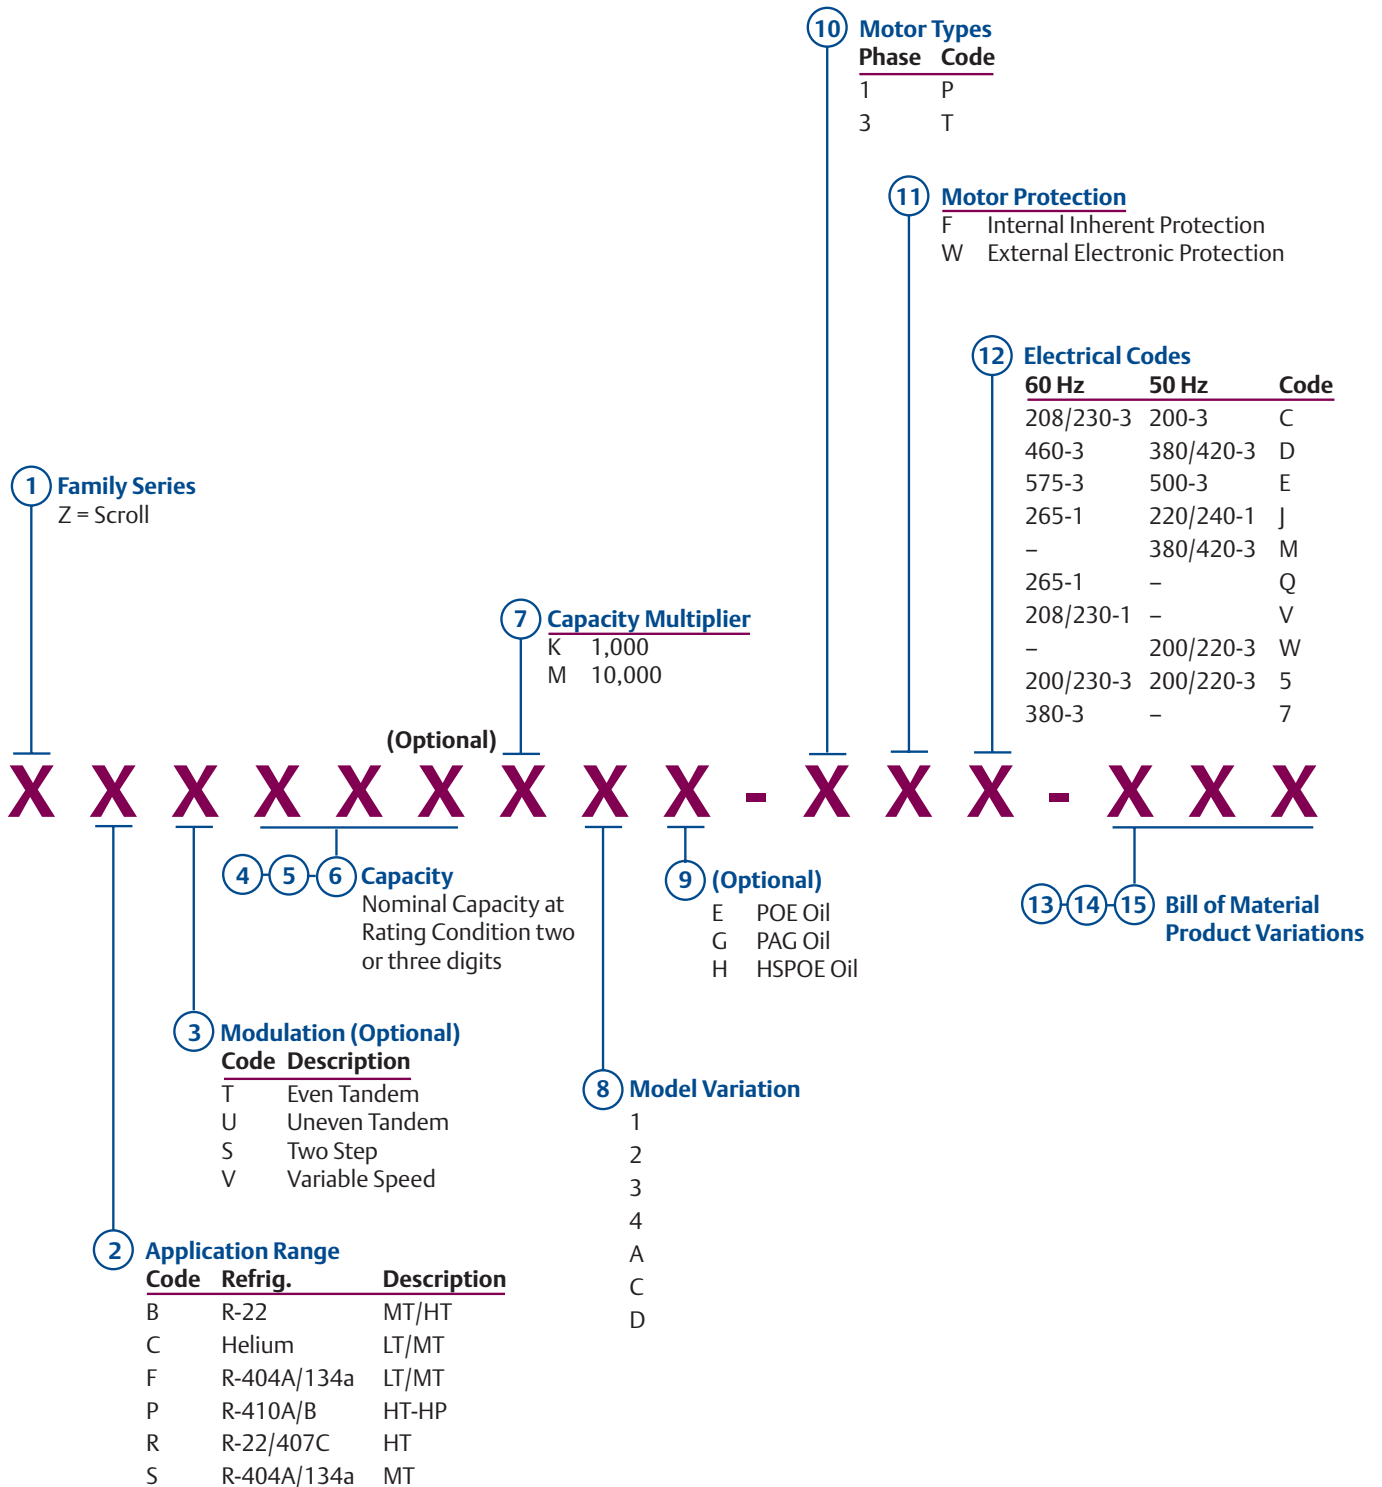 10 Motor Types
Phase Code
1 P
3 T
11 Motor Protection
F Internal Inherent Protection
W External Electronic Protection
12 Electrical Codes
60 Hz 50 Hz Code
208/230-3 200-3 C
460-3 380/420-3 D
575-3 500-3 E
265-1 220/240-1 J
– 380/420-3 M
265-1 – Q
208/230-1 – V
– 200/220-3 W
200/230-3 200/220-3 5
380-3 – 7
1 Family Series
Z = Scroll
7 Capacity Multiplier
K 1,000
M 10,000
(Optional)
X X X X X X X X X - X X X - X X X
4 5 6 Capacity
Nominal Capacity at
Rating Condition two
or three digits
9 (Optional)
E POE Oil
G PAG Oil
H HSPOE Oil
13 14 15 Bill of Material
Product Variations
3 Modulation (Optional)
Code Description
T Even Tandem
U Uneven Tandem
S Two Step
V Variable Speed
8 Model Variation
1
2
3
4
A
C
D
2 Application Range
Code Refrig. Description
B R-22 MT/HT
C Helium LT/MT
F R-404A/134a LT/MT
P R-410A/B HT-HP
R R-22/407C HT
S R-404A/134a MT